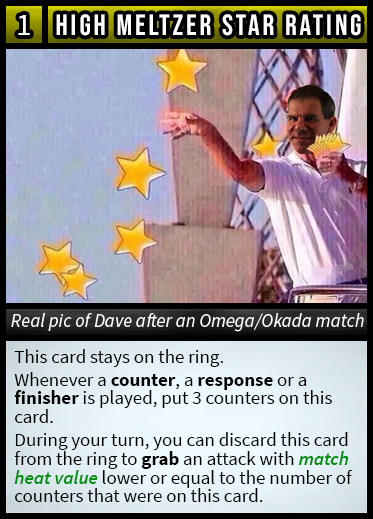 1 HIGH MELTZER STAR RATING
Real pic of Dave after an Omega/Okada match
This card stays on the ring.
Whenever a counter, a response or a
finisher is played, put 3 counters on this
card.
During your turn, you can discard this card
from the ring to grab an attack with match
heat value lower or equal to the number of
counters that were on this card.